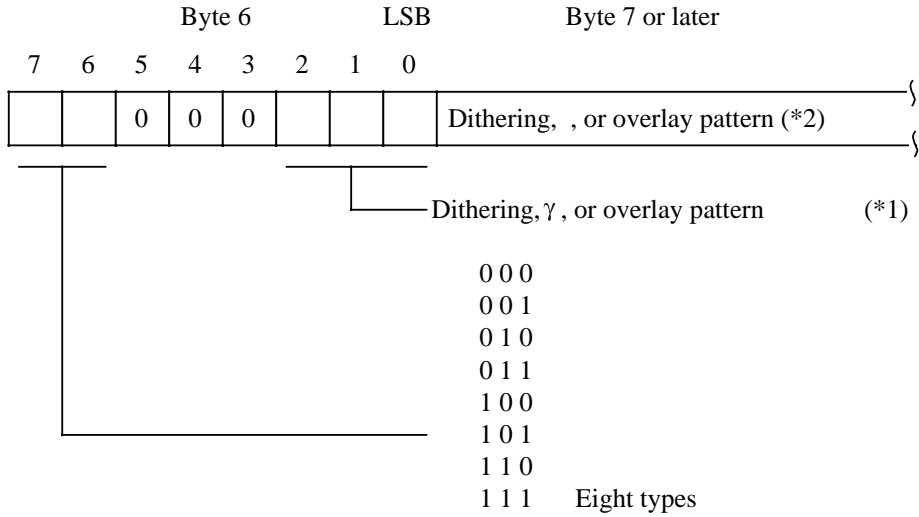 Byte 6 LSB Byte 7 or later
7 6 5 4 3 2 1 0
0 0 0 Dithering, , or overlay pattern (*2)
Dithering, γ , or overlay pattern (*1)
0 0 0
0 0 1
0 1 0
0 1 1
1 0 0
1 0 1
1 1 0
1 1 1 Eight types